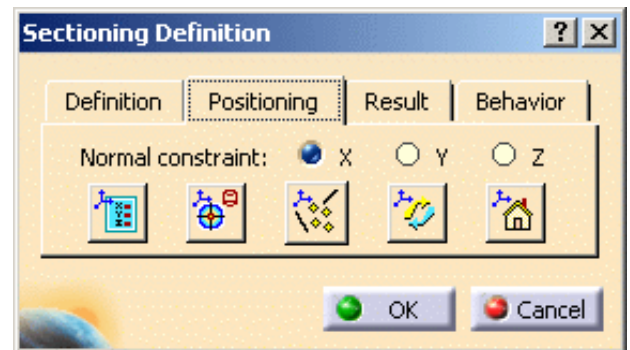 Sectioning Definition
Definition Positioning Result Behavior
Normal constraint: X Y Z
OK Cancel